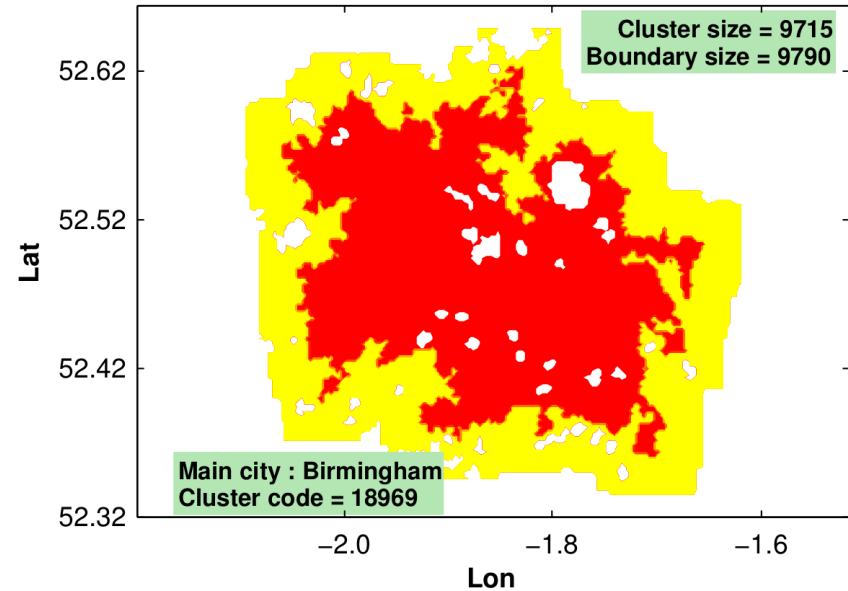 Cluster size = 9715
Boundary size = 9790
52.62
52.52
52.42
52.32
Lat
Main city : Birmingham
Cluster code = 18969
−2.0
−1.8
−1.6
Lon